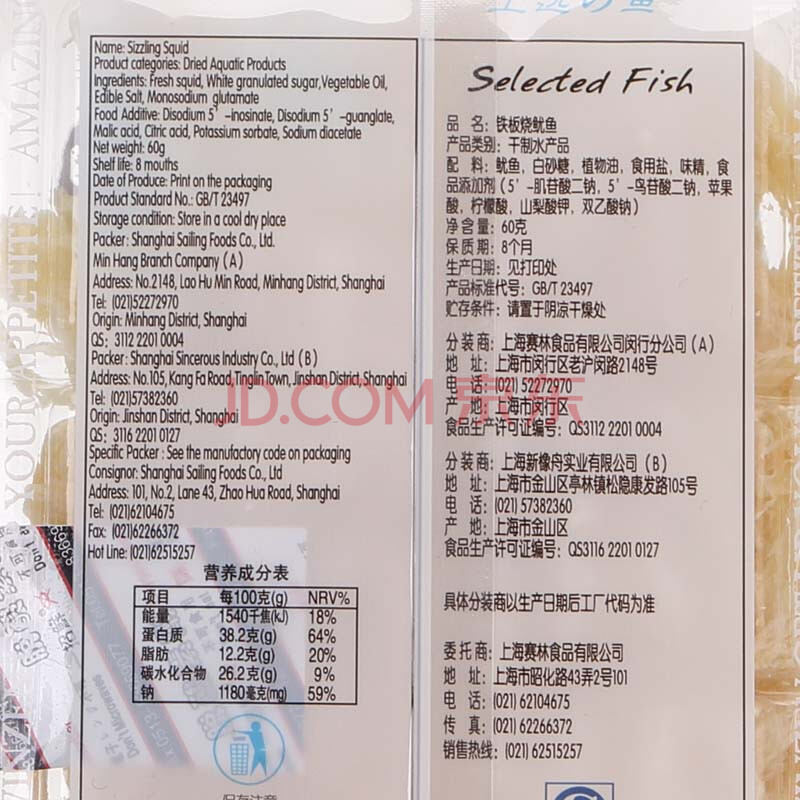 Name: Sizzling Squid
Product categories: Dried Aquatic Products
Ingredients: Fresh squid, White granulated sugar,Vegetable Oil,
Edible Salt, Monosodium glutamate
Food Additive: Disodium 5’-inosinate, Disodium 5’-guanglate,
Malic acid, Citric acid, Potassium sorbate, Sodium diacetate
Net weight: 60g
Shelf life: 8 mouths
Date of Produce: Print on the packaging
Product Standard No.: GB/T 23497
Storage condition: Store in a cool dry place
Packer: Shanghai Sailing Foods Co., Ltd.
Min Hang Branch Company (A)
Address: No.2148, Lao Hu Min Road, Minhang District, Shanghai
Tel: (021)52272970
Origin: Minhang District, Shanghai
QS: 3112 2201 0004
Packer: Shanghai Sincerous Industry Co., Ltd (B)
Address: No.105, Kang Fa Road, Tinglin Town, Jinshan District,Shanghai
Tel: (021)57382360
Origin: Jinshan District, Shanghai
QS: 3116 2201 0127
Specific Packer : See the manufactory code on packaging
Consignor: Shanghai Sailing Foods Co., Ltd.
Address: 101, No.2, Lane 43, Zhao Hua Road, Shanghai
Tel: (021)62104675
Fax: (021)62266372
Hot Line: (021)62515257
营养成分表
项目 每100克(g) NRV%
能量 1540千焦(kJ) 18%
蛋白质 38.2克(g) 64%
脂肪 12.2克(g) 20%
碳水化合物 26.2克(g) 9%
钠 1180毫克(mg) 59%
保存注意
Selected Fish
品 名：铁板烧鱿鱼
产品类别：干制水产品
配 料：鱿鱼，白砂糖，植物油，食用盐，味精，食
品添加剂（5’-肌苷酸二钠，5’-鸟苷酸二钠，苹果
酸，柠檬酸，山梨酸钾，双乙酸钠）
净含量：60克
保质期：8个月
生产日期：见打印处
产品标准代号：GB/T 23497
贮存条件：请置于阴凉干燥处
分装商：上海赛林食品有限公司闵行分公司（A）
地 址：上海市闵行区老沪闵路2148号
电 话：(021) 52272970
产 地：上海市闵行区
食品生产许可证编号：QS3112 2201 0004
分装商：上海新橡舟实业有限公司（B）
地 址：上海市金山区亭林镇松隐康发路105号
电 话：(021) 57382360
产 地：上海市金山区
食品生产许可证编号：QS3116 2201 0127
具体分装商以生产日期后工厂代码为准
委托商：上海赛林食品有限公司
地 址：上海市昭化路43弄2号101
电 话：(021) 62104675
传 真：(021) 62266372
销售热线：(021) 62515257
JD.COM 京东
YOUR APPETITE! AMAZING